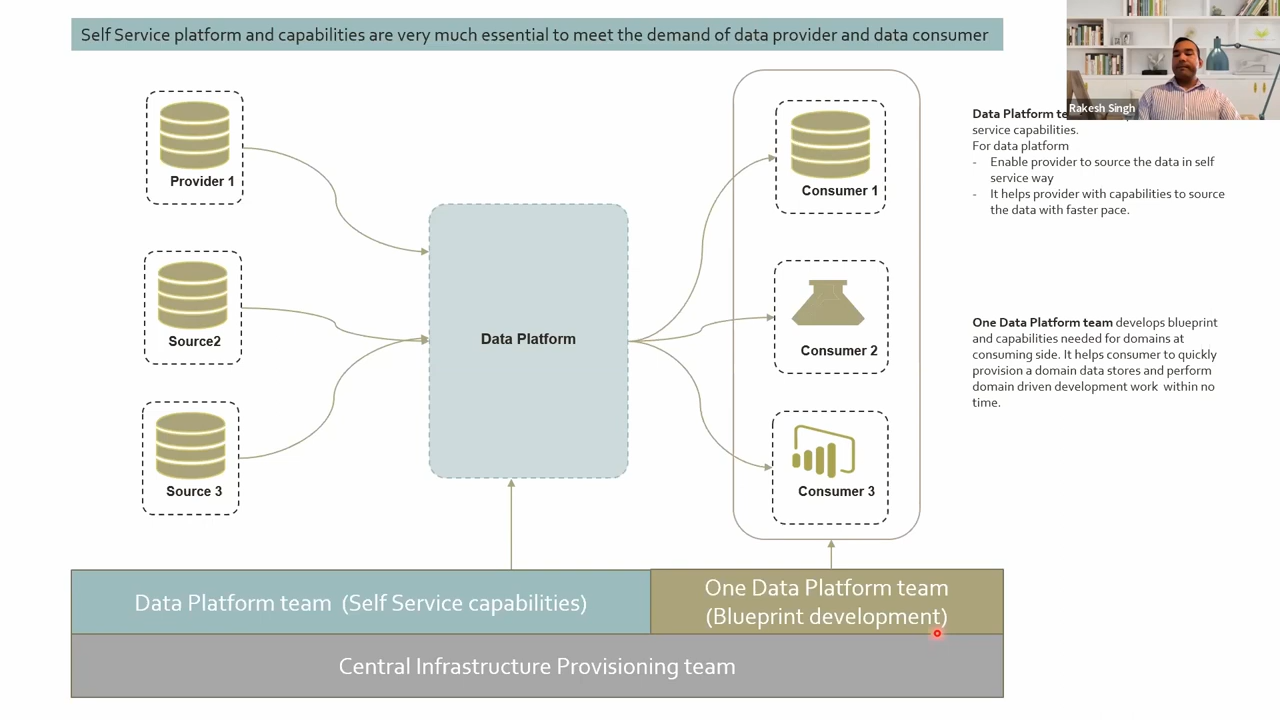 Self Service platform and capabilities are very much essential to meet the demand of data provider and data consumer
Rakesh Singh
Provider 1
Source2
Source 3
Data Platform
Consumer 1
Consumer 2
Consumer 3
Data Platform te
service capabilities.
For data platform
- Enable provider to source the data in self
service way
- It helps provider with capabilities to source
the data with faster pace.
One Data Platform team develops blueprint
and capabilities needed for domains at
consuming side. It helps consumer to quickly
provision a domain data stores and perform
domain driven development work within no
time.
Data Platform team (Self Service capabilities)
One Data Platform team
(Blueprint development)
Central Infrastructure Provisioning team